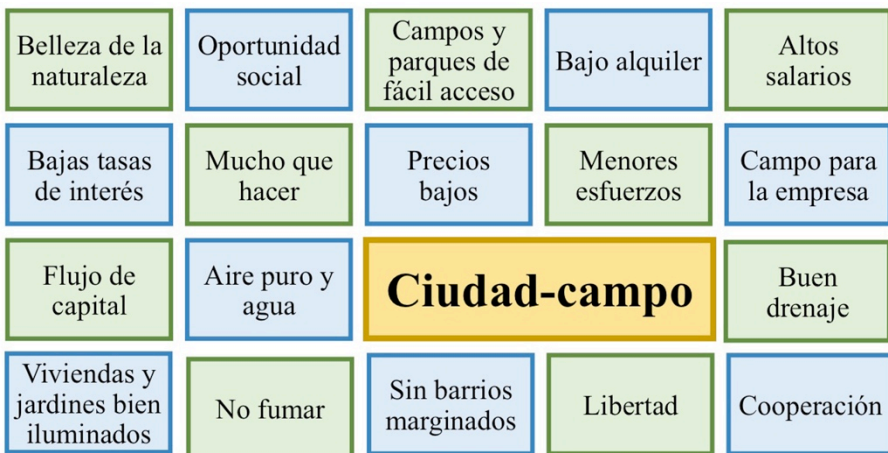 Belleza de la
naturaleza
Oportunidad
social
Campos y
parques de
fácil acceso
Bajo alquiler
Altos
salarios
Bajas tasas
de interés
Mucho que
hacer
Precios
bajos
Menores
esfuerzos
Campo para
la empresa
Flujo de
capital
Aire puro y
agua
Ciudad-campo
Buen
drenaje
Viviendas y
jardines bien
iluminados
No fumar
Sin barrios
marginados
Libertad
Cooperación